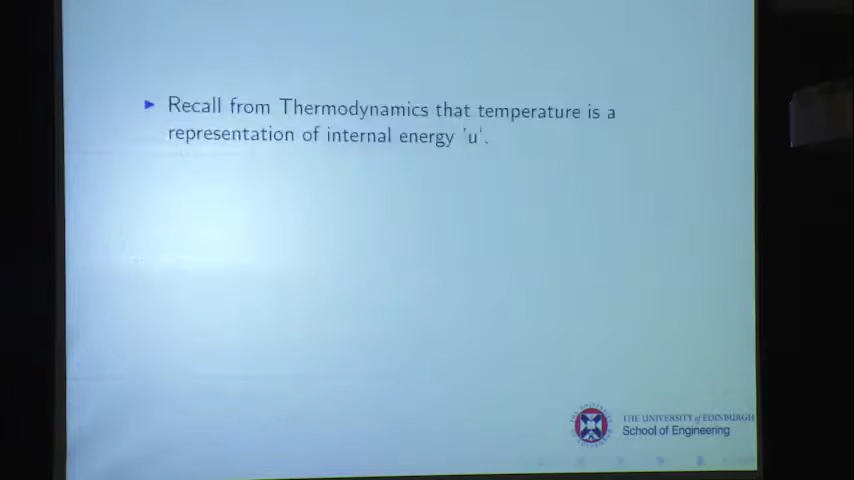 Recall from Thermodynamics that temperature is a
representation of internal energy 'u'.
THE UNIVERSITY of EDINBURGH
School of Engineering